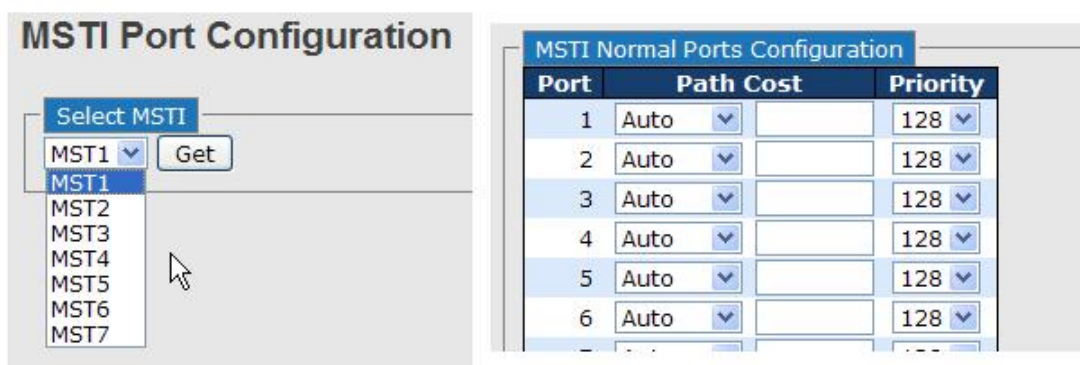 MSTI Port Configuration
Select MSTI
MST1 Get
MST1
MST2
MST3
MST4
MST5
MST6
MST7
MSTI Normal Ports Configuration
Port Path Cost Priority
1 Auto 128
2 Auto 128
3 Auto 128
4 Auto 128
5 Auto 128
6 Auto 128